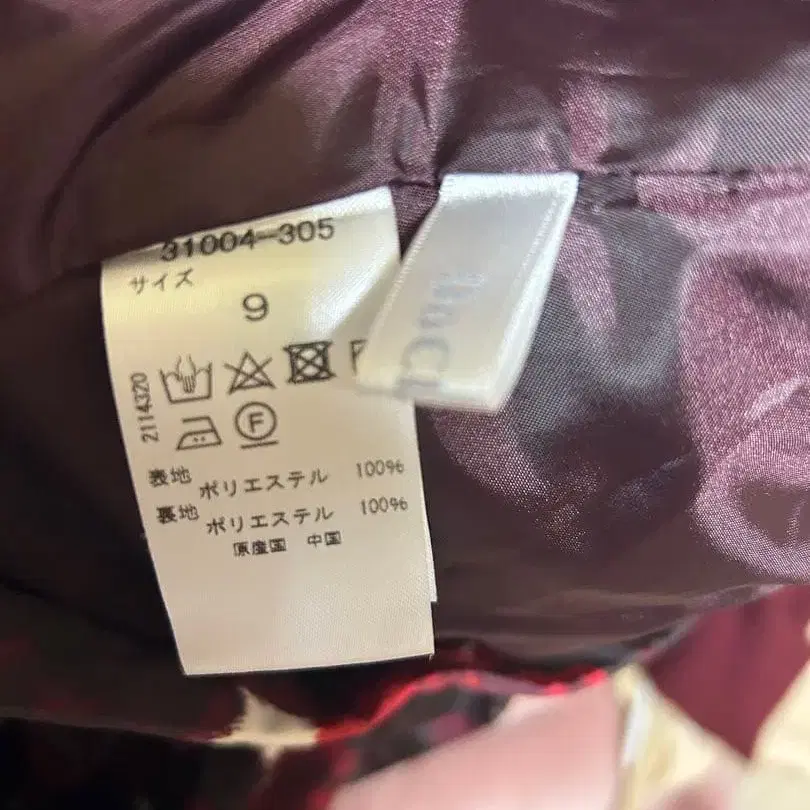 31004-305
サイズ
9
2114320
F
表地 ポリエステル 100%
裏地 ポリエステル 100%
原産国 中国